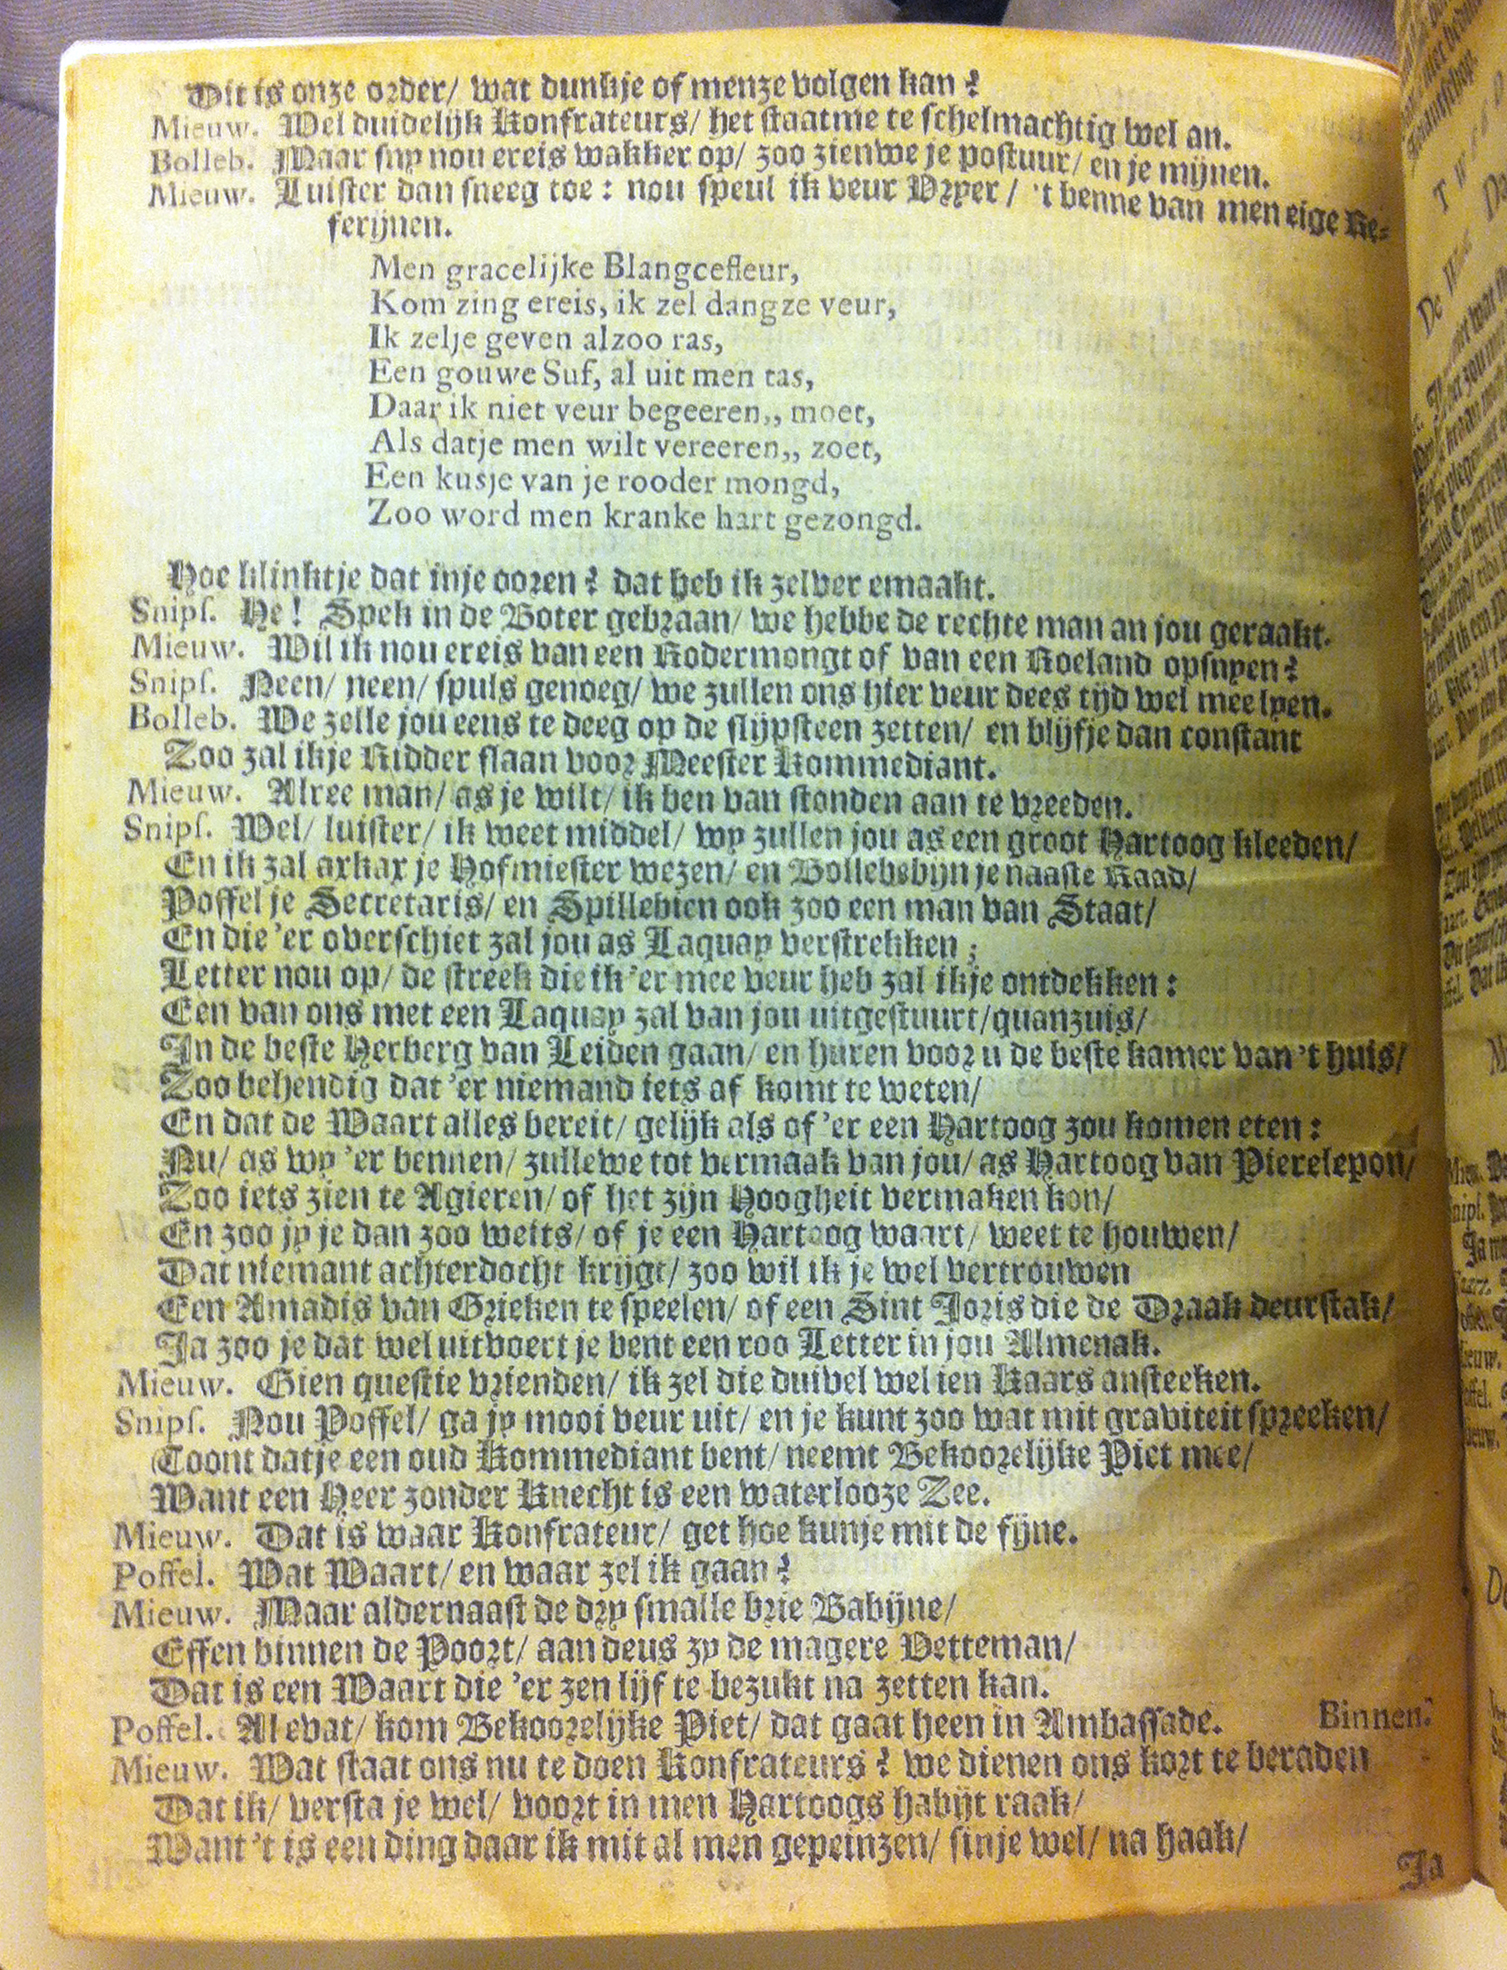 Dit is onze order/ wat dunkje of menze volgen kan?
Mieuw. Wel duidelijk Konfrateurs/ het staatme te schelmachtig wel an.
Bolleb. Maar sny nou ereis wakker op/ zoo zienwe je postuur/ en je mijnen.
Mieuw. Luister dan sneeg toe: nou speul ik veur Vryer/ 't benne van men eige Re-
ferijnen.
Men gracelijke Blangcefleur,
Kom zing ereis, ik zel dangze veur,
Ik zelje geven alzoo ras,
Een gouwe Suf, al uit men tas,
Daar ik niet veur begeeren,, moet,
Als datje men wilt vereeren,, zoet,
Een kusje van je rooder mongd,
Zoo word men kranke hart gezongd.
Hoe klinktje dat inje ooren? dat heb ik zelver emaakt.
Snips. He! Spek in de Boter gebraan/ we hebbe de rechte man an jou geraakt.
Mieuw. Wil ik nou ereis van een Rodermongt of van een Roeland opsnyen?
Snips. Neen/ neen/ spuls genoeg/ we zullen ons hier veur dees tijd wel mee lyen.
Bolleb. We zelle jou eens te deeg op de slijpsteen zetten/ en blijfje dan constant
Zoo zal ikje Ridder slaan voor Meester Kommediant.
Mieuw. Alree man/ as je wilt/ ik ben van stonden aan te vreeden.
Snips. Wel/ luister/ ik weet middel/ wy zullen jou as een groot Hartoog kleeden/
En ik zal axkax je Hofmiester wezen/ en Bollebebijn je naaste Raad/
Poffel je Secretaris/ en Spillebien ook zoo een man van Staat/
En die 'er overschiet zal jou as Laquay verstrekken;
Letter nou op/ de streek die ik 'er mee veur heb zal ikje ontdekken:
Een van ons met een Laquay zal van jou uitgestuurt/quanzuis/
In de beste Herberg van Leiden gaan/ en huren voor u de beste kamer van 't huis/
Zoo behendig dat 'er niemand iets af komt te weten/
En dat de Waart alles bereit/ gelijk als of 'er een Hartoog zou komen eten:
Nu/ as wy 'er bennen/ zullewe tot vermaak van jou/ as Hartoog van Pierelepon/
Zoo iets zien te Agieren/ of het zijn Hoogheit vermaken kon/
En zoo jy je dan zoo weits/ of je een Hartoog waart/ weet te houwen/
Dat niemant achterdocht krijgt/ zoo wil ik je wel vertrouwen
Een Amadis van Grieken te speelen/ of een Sint Joris die de Draak deurstak/
Ja zoo je dat wel uitvoert je bent een roo Letter in jou Almenak.
Mieuw. Gien questie vrienden/ ik zel die duivel wel ien Kaars ansteeken.
Snips. Nou Poffel/ ga jy mooi veur uit/ en je kunt zoo wat mit graviteit spreeken/
Toont datje een oud Kommediant bent/ neemt Bekoorelijke Piet mee/
Want een Heer zonder Knecht is een waterlooze Zee.
Mieuw. Dat is waar Konfrateur/ get hoe kunje mit de fijne.
Poffel. Wat Waart/ en waar zel ik gaan?
Mieuw. Maar aldernaast de dry smalle brie Babijne/
Effen binnen de Poort/ aan deus zy de magere Vetteman/
Dat is een Waart die 'er zen lijf te bezukt na zetten kan.
Poffel. Al evat/ kom Bekoorelijke Piet/ dat gaat heen in Ambassade. Binnen.
Mieuw. Wat staat ons nu te doen Konfrateurs? we dienen ons kort te beraden
Dat ik/ versta je wel/ voort in men Hartoogs habijt raak/
Want 't is een ding daar ik mit al men gepeinzen/ sinje wel/ na haak/
Ja